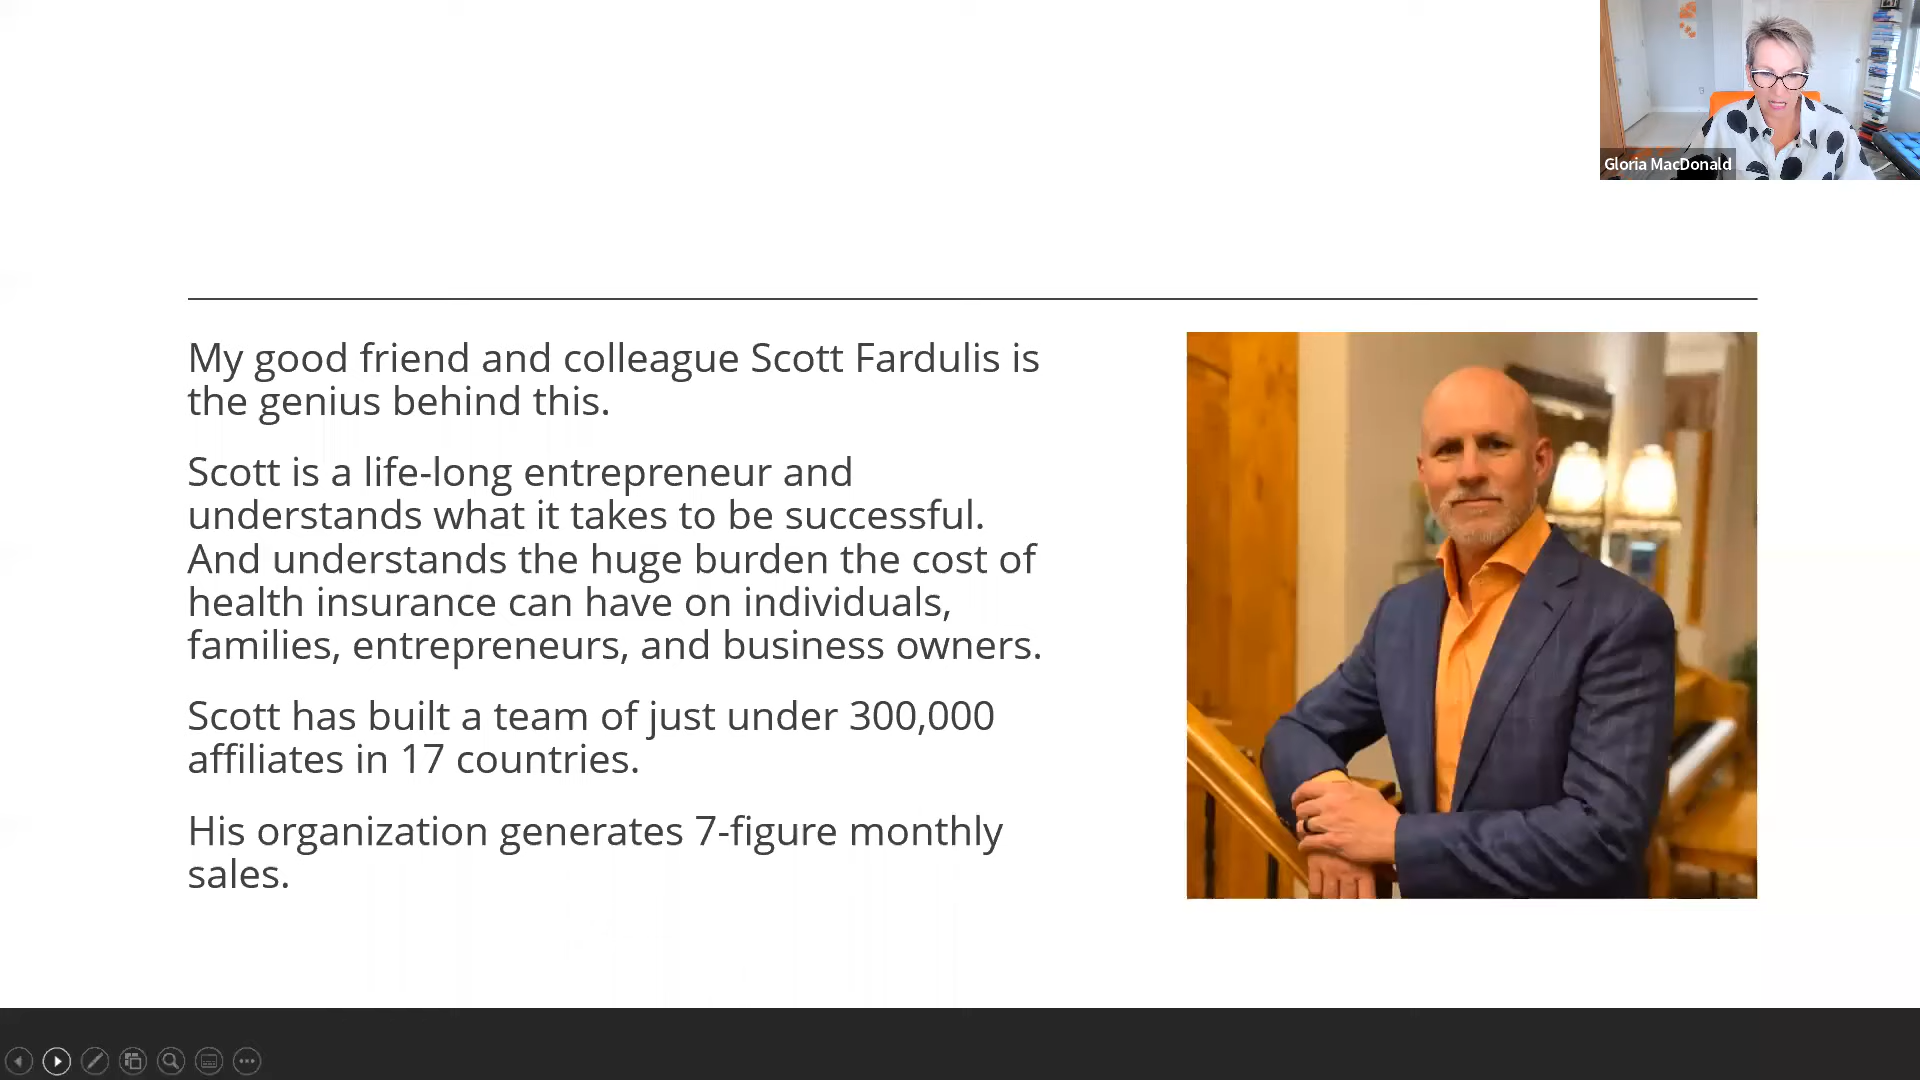 Gloria MacDonald
My good friend and colleague Scott Fardulis is
the genius behind this.
Scott is a life-long entrepreneur and
understands what it takes to be successful.
And understands the huge burden the cost of
health insurance can have on individuals,
families, entrepreneurs, and business owners.
Scott has built a team of just under 300,000
affiliates in 17 countries.
His organization generates 7-figure monthly
sales.